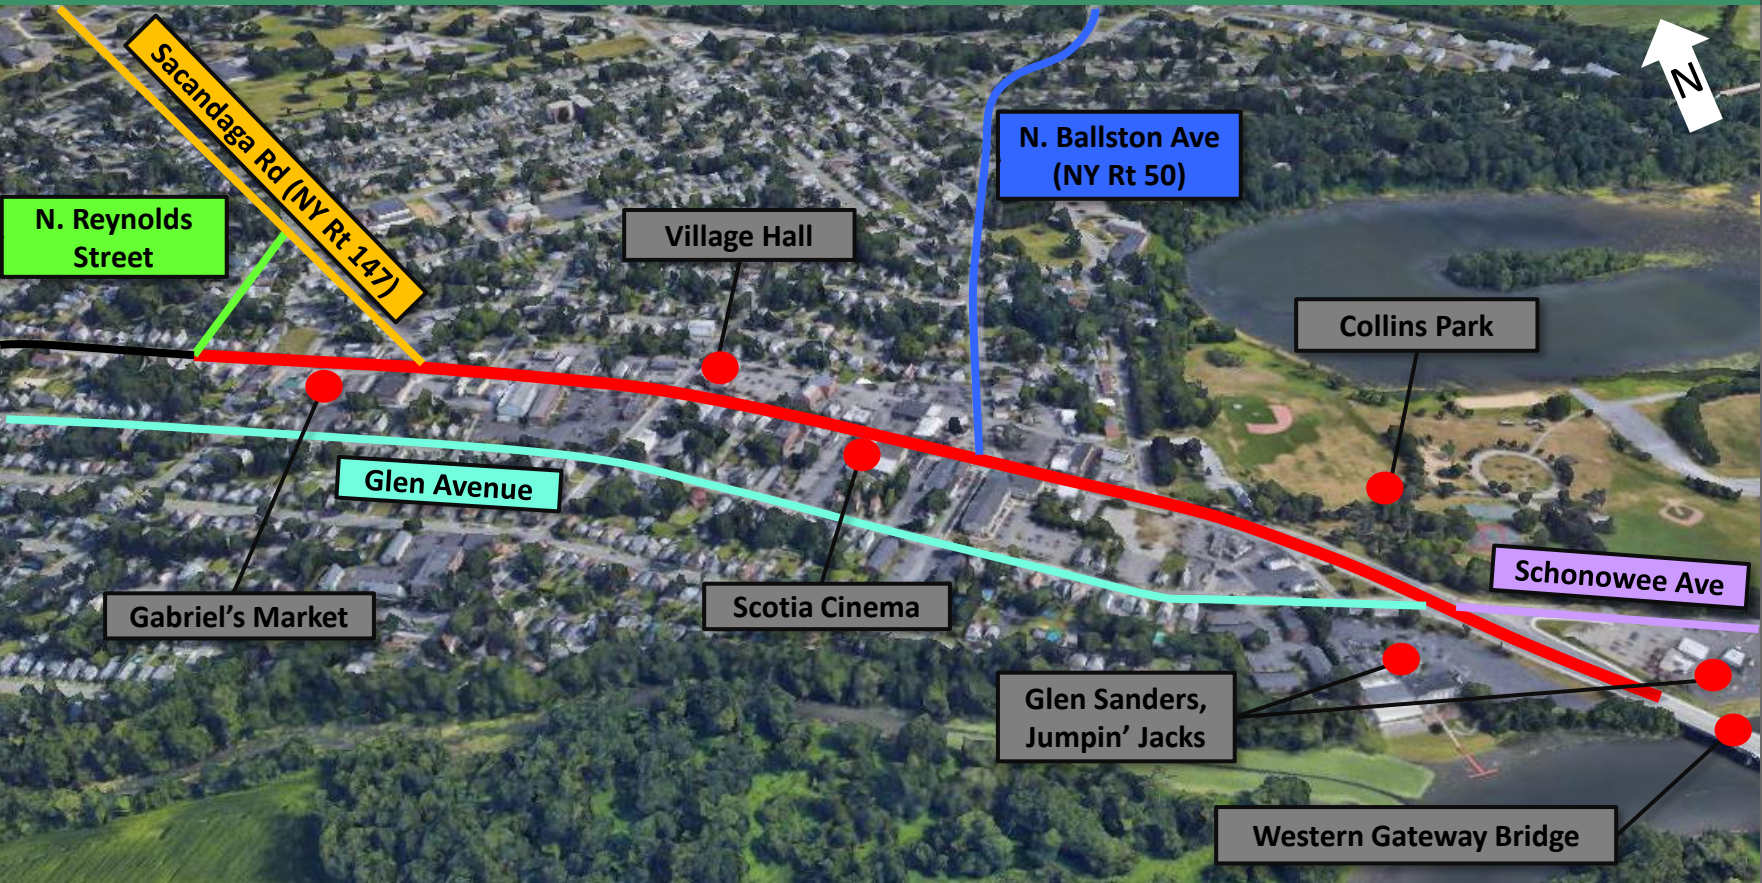 Sacandaga Rd (NY Rt 147)
N
N. Ballston Ave
(NY Rt 50)
N. Reynolds
Street
Village Hall
Collins Park
Glen Avenue
Schonowee Ave
Gabriel’s Market
Scotia Cinema
Glen Sanders,
Jumpin’ Jacks
Western Gateway Bridge